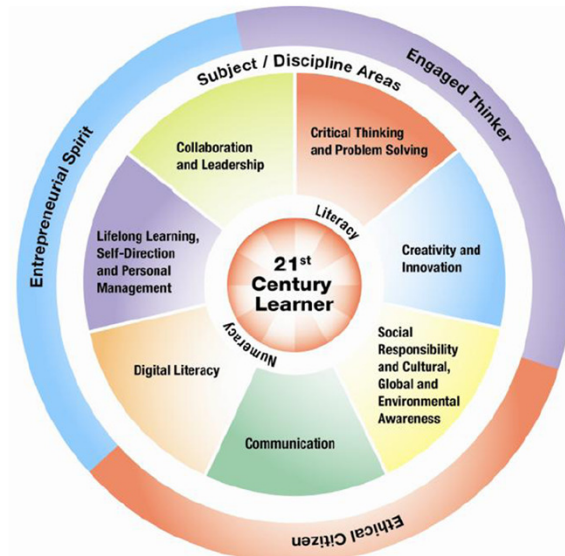 Subject / Discipline Areas
Engaged Thinker
Entrepreneurial Spirit
Ethical Citizen
Collaboration
and Leadership
Critical Thinking
and Problem Solving
Lifelong Learning,
Self-Direction
and Personal
Management
Literacy
21st
Century
Learner
Numeracy
Creativity and
Innovation
Digital Literacy
Social
Responsibility
and Cultural,
Global and
Environmental
Awareness
Communication